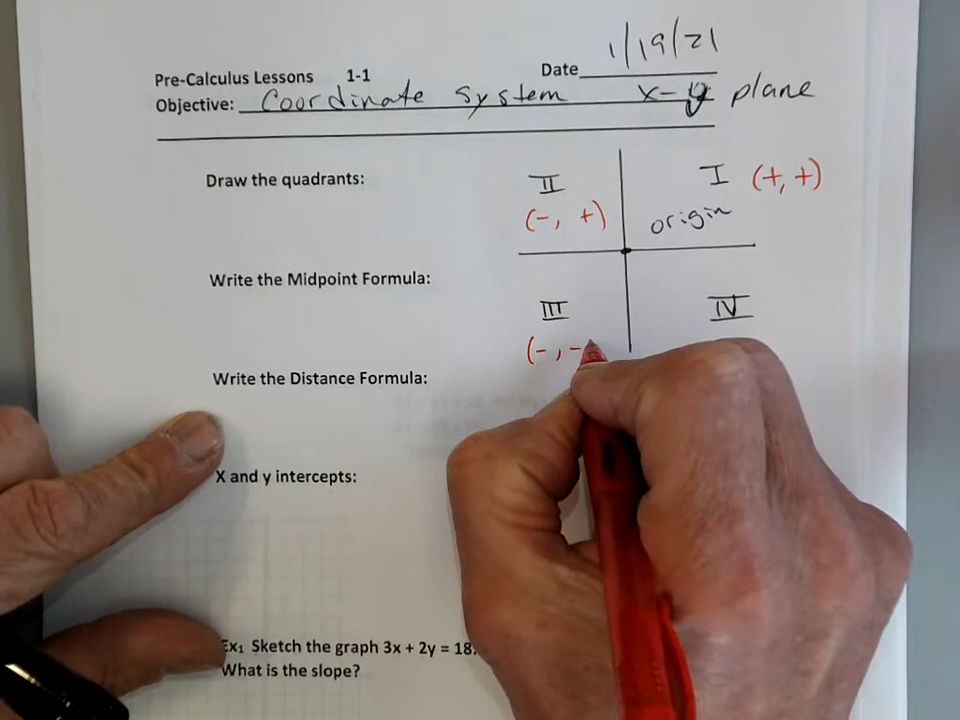 1/19/21
Pre-Calculus Lessons 1-1 Date
Objective: Coordinate system x-y plane
Draw the quadrants:
II I (+, +)
(-, +) origin
Write the Midpoint Formula:
III IV
(-, -
Write the Distance Formula:
X and y intercepts:
Ex1 Sketch the graph 3x + 2y = 18.
What is the slope?